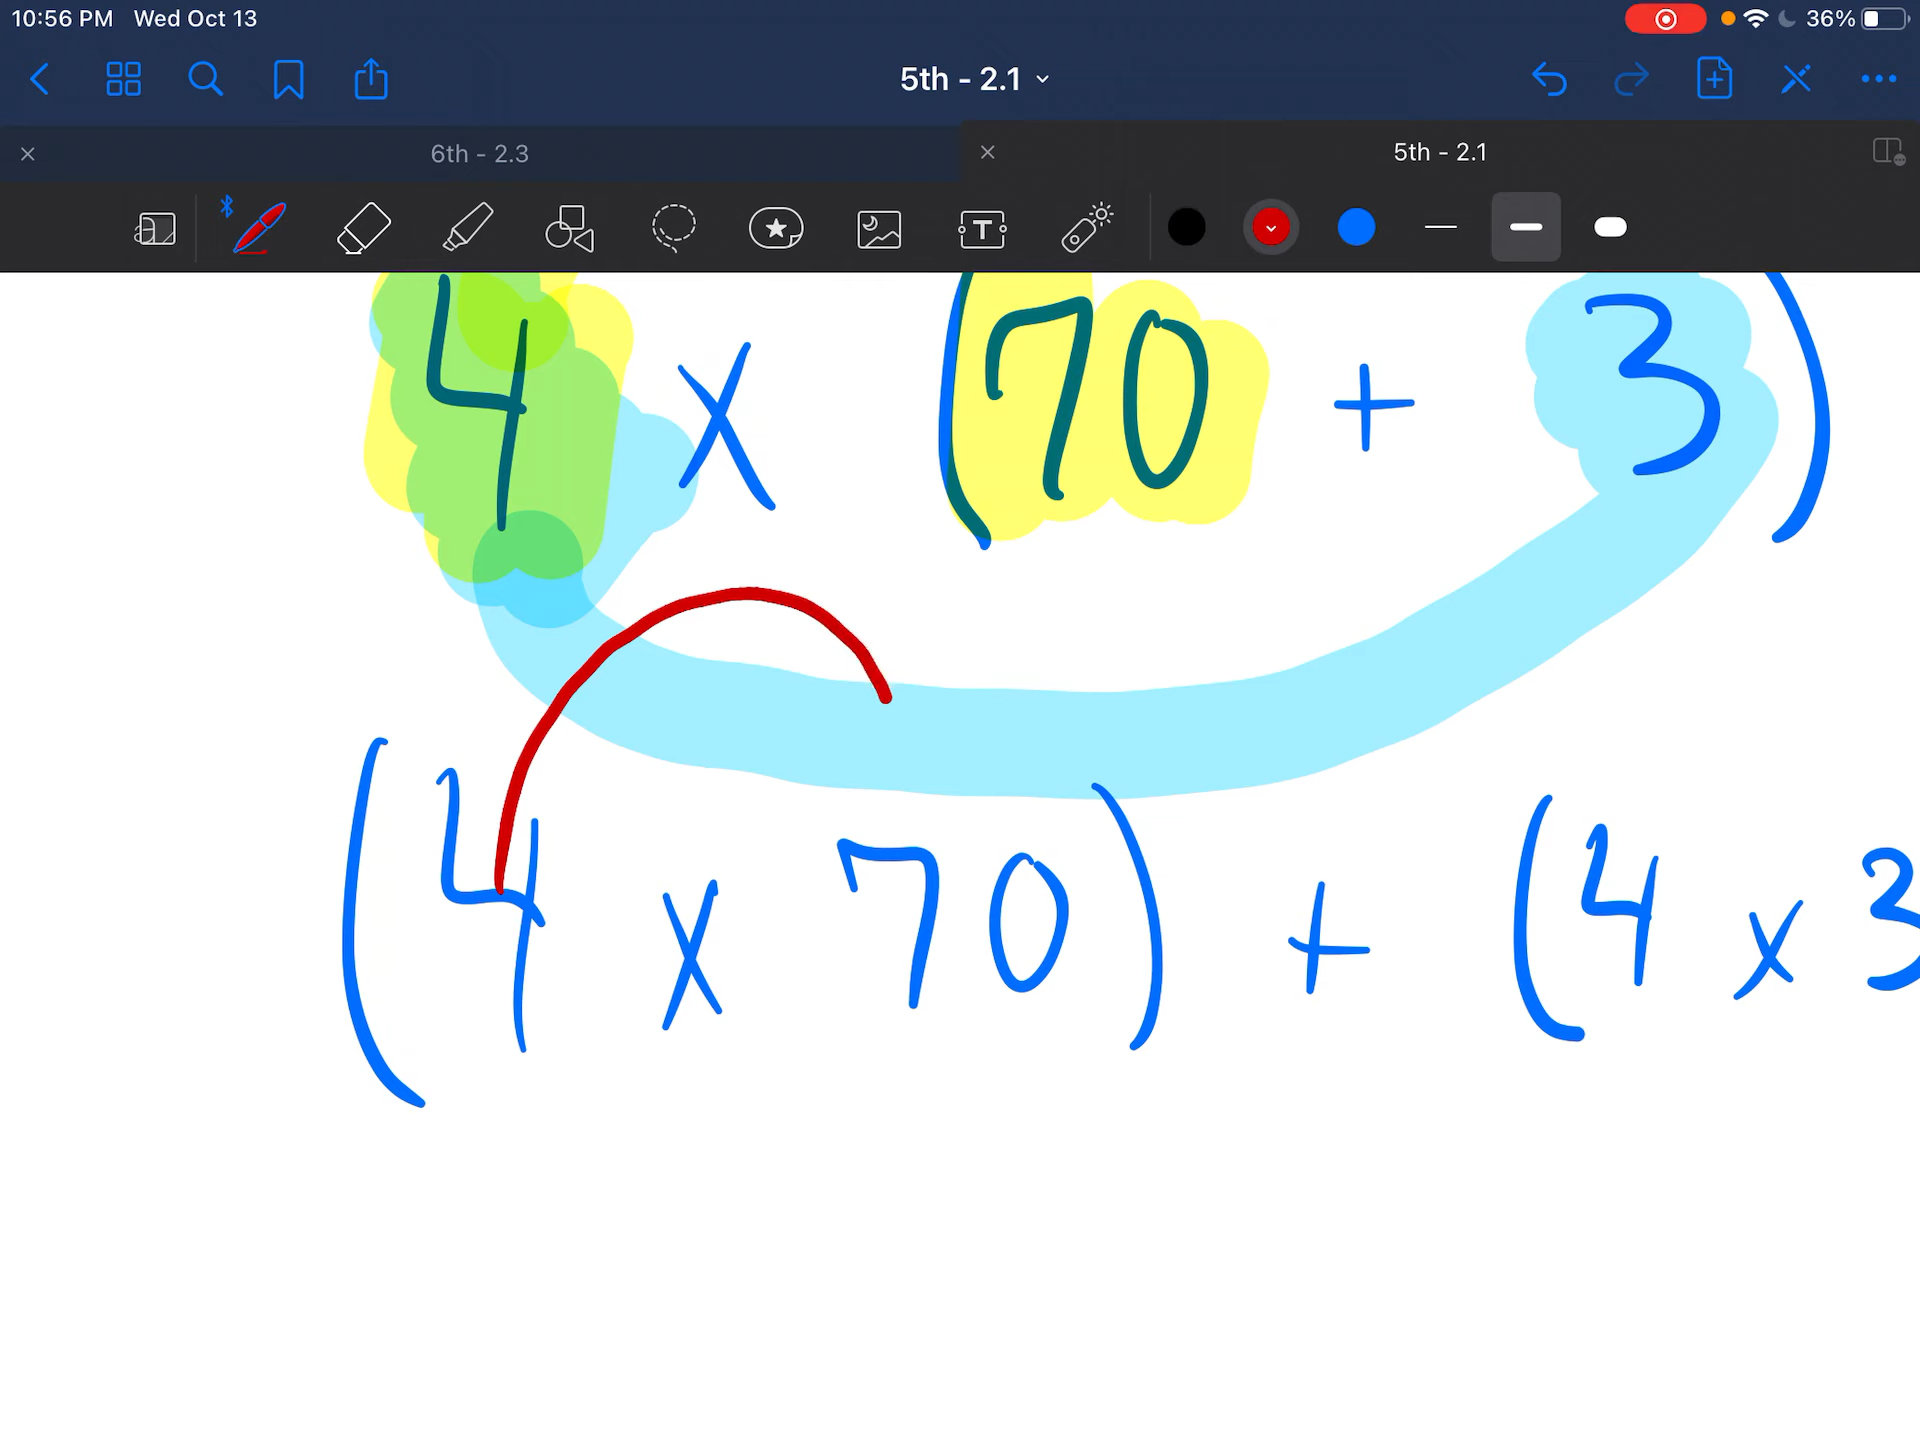 10:56 PM Wed Oct 13 36%
5th - 2.1
6th - 2.3 5th - 2.1
4 x (70 + 3)
(4 x 70) + (4 x 3